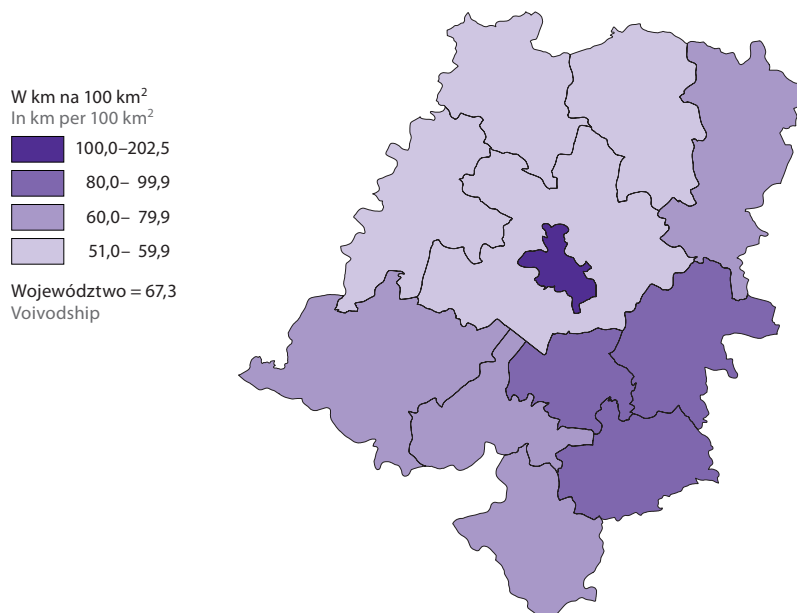 W km na 100 km²
In km per 100 km²
100,0–202,5
80,0– 99,9
60,0– 79,9
51,0– 59,9
Województwo = 67,3
Voivodship